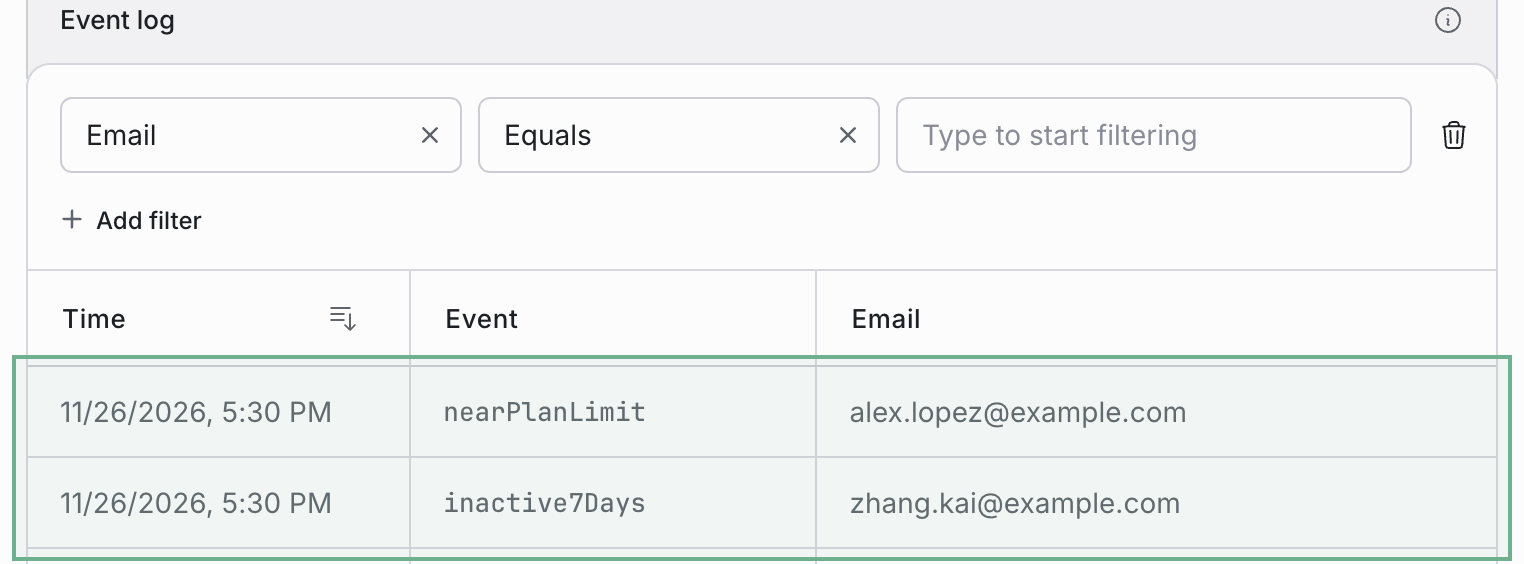 Event log
Email Equals Type to start filtering
Add filter
Time Event Email
11/26/2026, 5:30 PM nearPlanLimit alex.lopez@example.com
11/26/2026, 5:30 PM inactive7Days zhang.kai@example.com